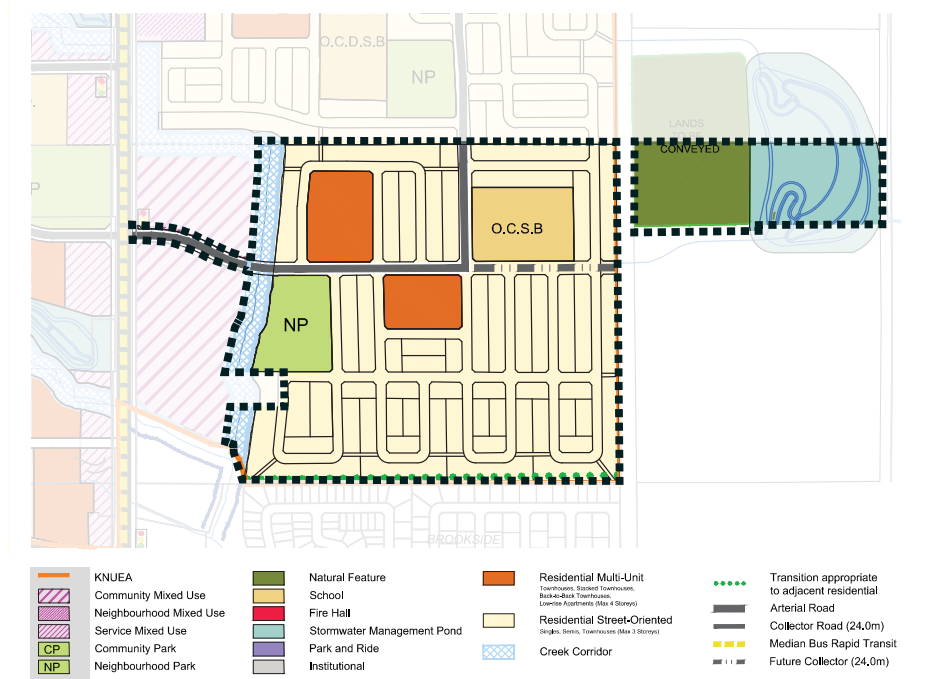 O.C.D.S.B
NP
LANDS
TO BE
CONVEYED
P
O.C.S.B
NP
BROOKSIDE
KNUEA
Community Mixed Use
Neighbourhood Mixed Use
Service Mixed Use
CP Community Park
NP Neighbourhood Park
Natural Feature
School
Fire Hall
Stormwater Management Pond
Park and Ride
Institutional
Residential Multi-Unit
Townhouses, Stacked Townhouses,
Back-to-Back Townhouses,
Low-rise Apartments (Max 4 Storeys)
Residential Street-Oriented
Singles, Semis, Townhouses (Max 3 Storeys)
Creek Corridor
Transition appropriate
to adjacent residential
Arterial Road
Collector Road (24.0m)
Median Bus Rapid Transit
Future Collector (24.0m)